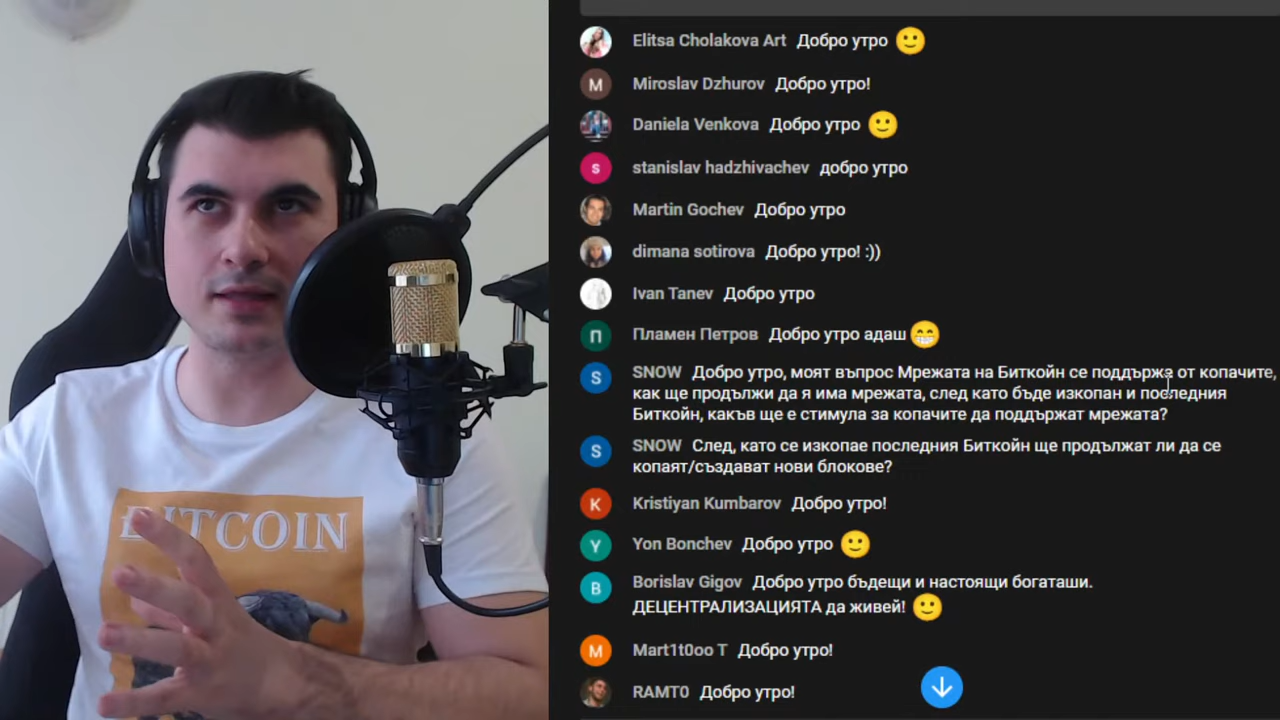 Elitsa Cholakova Art Добро утро
M Miroslav Dzhurov Добро утро!
Daniela Venkova Добро утро
s stanislav hadzhivachev добро утро
Martin Gochev Добро утро
dimana sotirova Добро утро! :))
Ivan Tanev Добро утро
П Пламен Петров Добро утро адаш
S SNOW Добро утро, моят въпрос Мрежата на Биткойн се поддържа от копачите,
как ще продължи да я има мрежата, след като бъде изкопан и последния
Биткойн, какъв ще е стимула за копачите да поддържат мрежата?
S SNOW След, като се изкопае последния Биткойн ще продължат ли да се
копаят/създават нови блокове?
K Kristiyan Kumbarov Добро утро!
Y Yon Bonchev Добро утро
B Borislav Gigov Добро утро бъдещи и настоящи богаташи.
ДЕЦЕНТРАЛИЗАЦИЯТА да живей!
M Mart1t0oo T Добро утро!
RAMT0 Добро утро!
BITCOIN